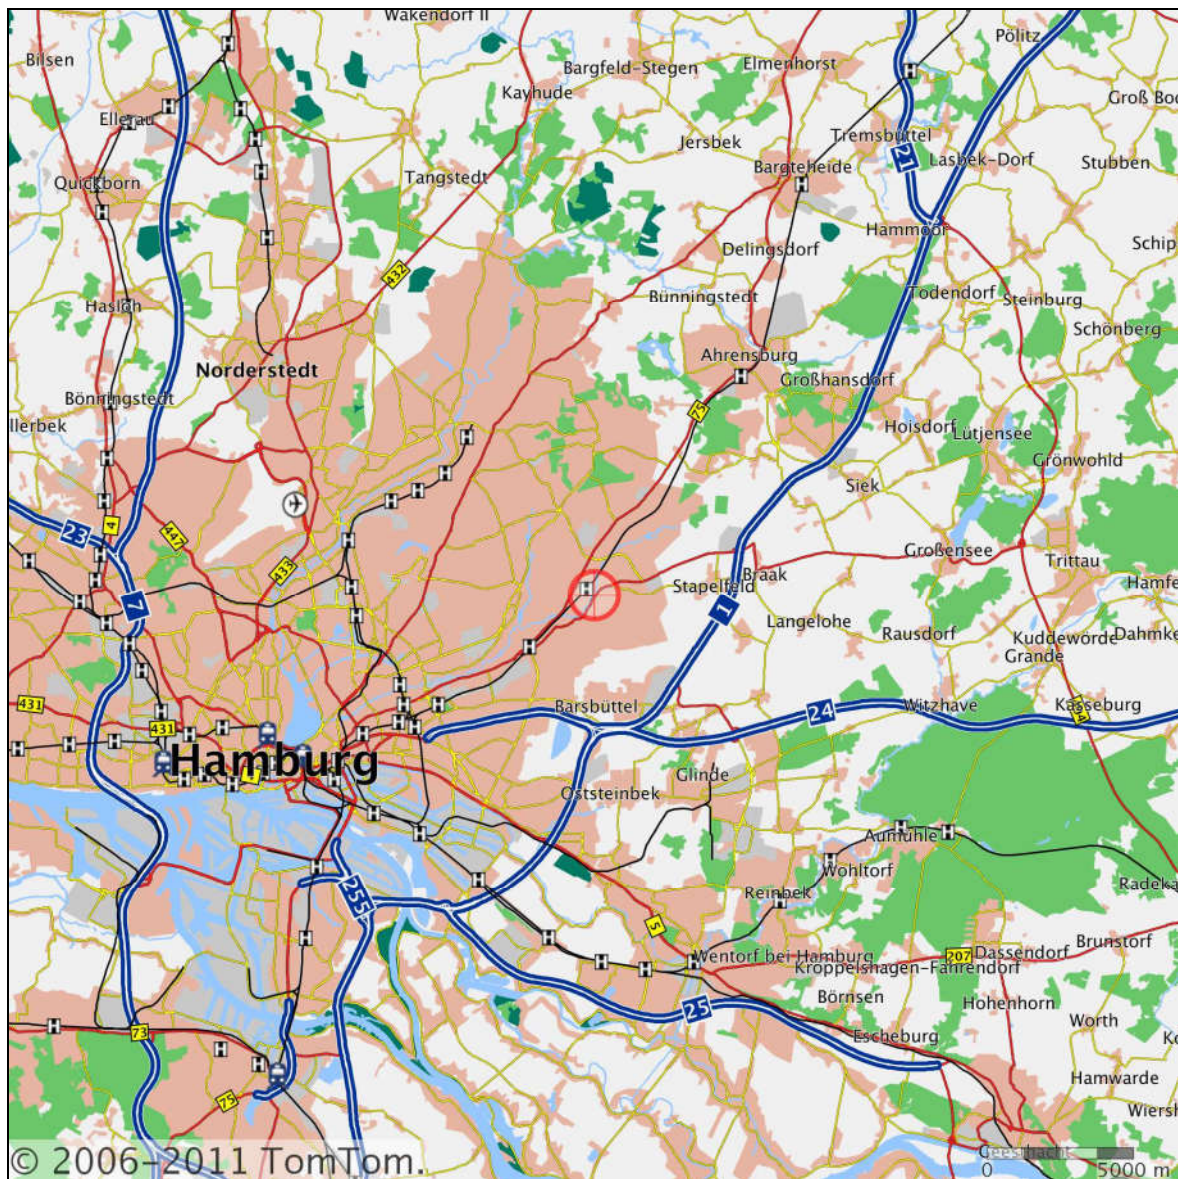 Wakendorf II
Pölitz
Bilsen
Bargfeld-Stegen
Elmenhorst
Kayhude
Groß Bo
Ellerau
Tremsbüttel
Jersbek
21
Lasbek-Dorf
Stubben
Bargteheide
Quickborn
Tangstedt
Hammoor
Schip
Delingsdorf
432
Todendorf
Bünningstedt
Steinburg
Hasloh
Schönberg
Ahrensburg
Norderstedt
Großhansdorf
Bönningstedt
75
llerbek
Hoisdorf
Lütjensee
Grönwohld
Siek
23
4
447
Großensee
Trittau
433
Braak
Stapelfeld
Hamfe
7
1
Langelohe
Rausdorf
Kuddewörde
Dahmke
Grande
431
Barsbüttel
24
Witzhave
Kasseburg
431
Hamburg
Glinde
Oststeinbek
Aumühle
Wohltorf
Radeka
255
Reinbek
5
Brunstorf
Wentorf bei Hamburg
207
Dassendorf
Kröppelshagen-Fahrendorf
Börnsen
Hohenhorn
25
Worth
73
Escheburg
Hamwarde
75
Wiersh
© 2006-2011 TomTom.
0
5000 m